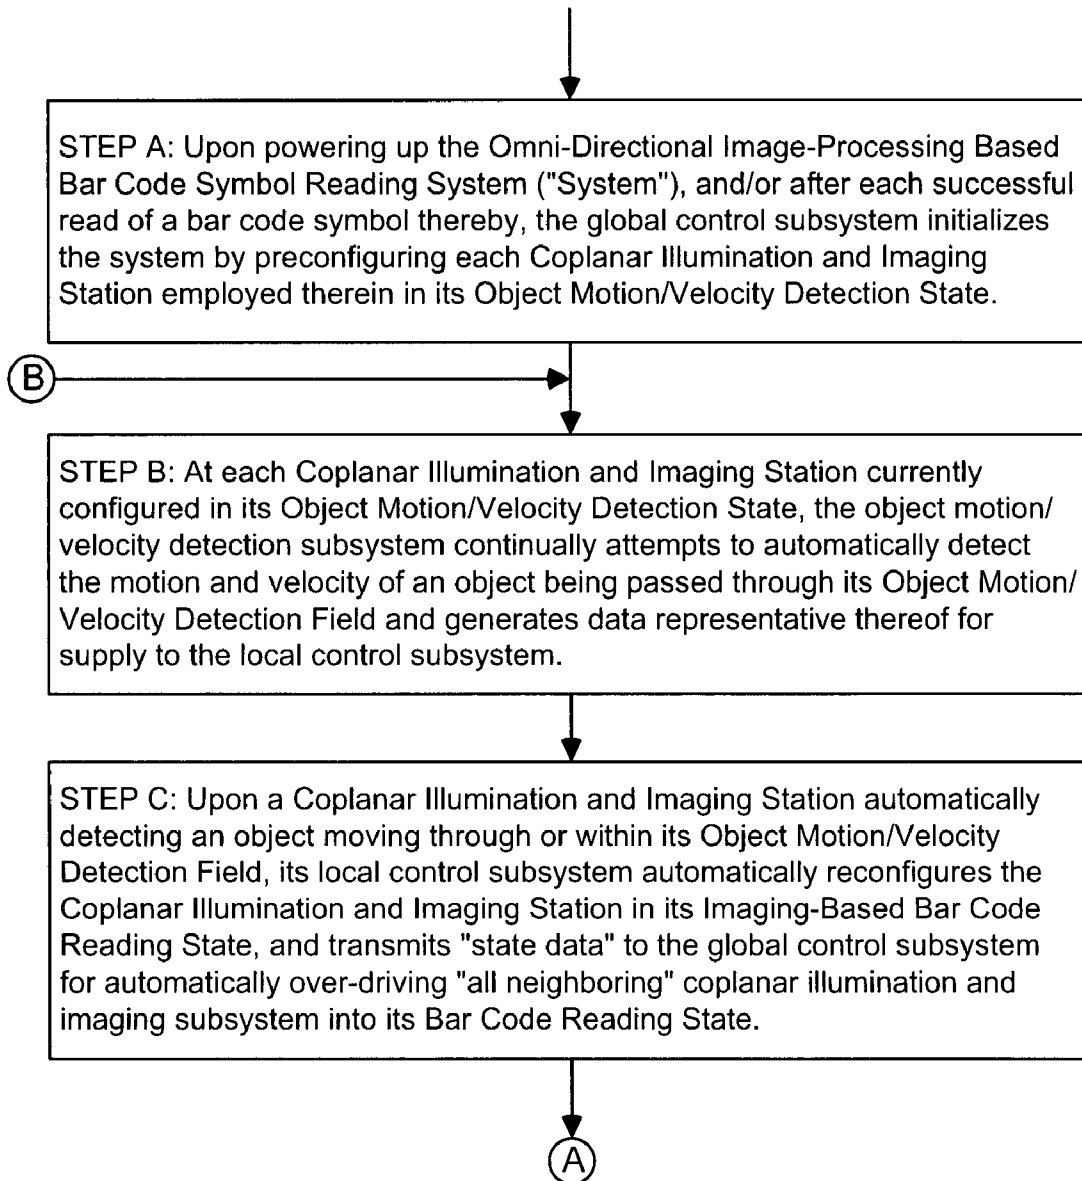 STEP A: Upon powering up the Omni-Directional Image-Processing Based
Bar Code Symbol Reading System ("System"), and/or after each successful
read of a bar code symbol thereby, the global control subsystem initializes
the system by preconfiguring each Coplanar Illumination and Imaging
Station employed therein in its Object Motion/Velocity Detection State.
B
STEP B: At each Coplanar Illumination and Imaging Station currently
configured in its Object Motion/Velocity Detection State, the object motion/
velocity detection subsystem continually attempts to automatically detect
the motion and velocity of an object being passed through its Object Motion/
Velocity Detection Field and generates data representative thereof for
supply to the local control subsystem.
STEP C: Upon a Coplanar Illumination and Imaging Station automatically
detecting an object moving through or within its Object Motion/Velocity
Detection Field, its local control subsystem automatically reconfigures the
Coplanar Illumination and Imaging Station in its Imaging-Based Bar Code
Reading State, and transmits "state data" to the global control subsystem
for automatically over-driving "all neighboring" coplanar illumination and
imaging subsystem into its Bar Code Reading State.
A